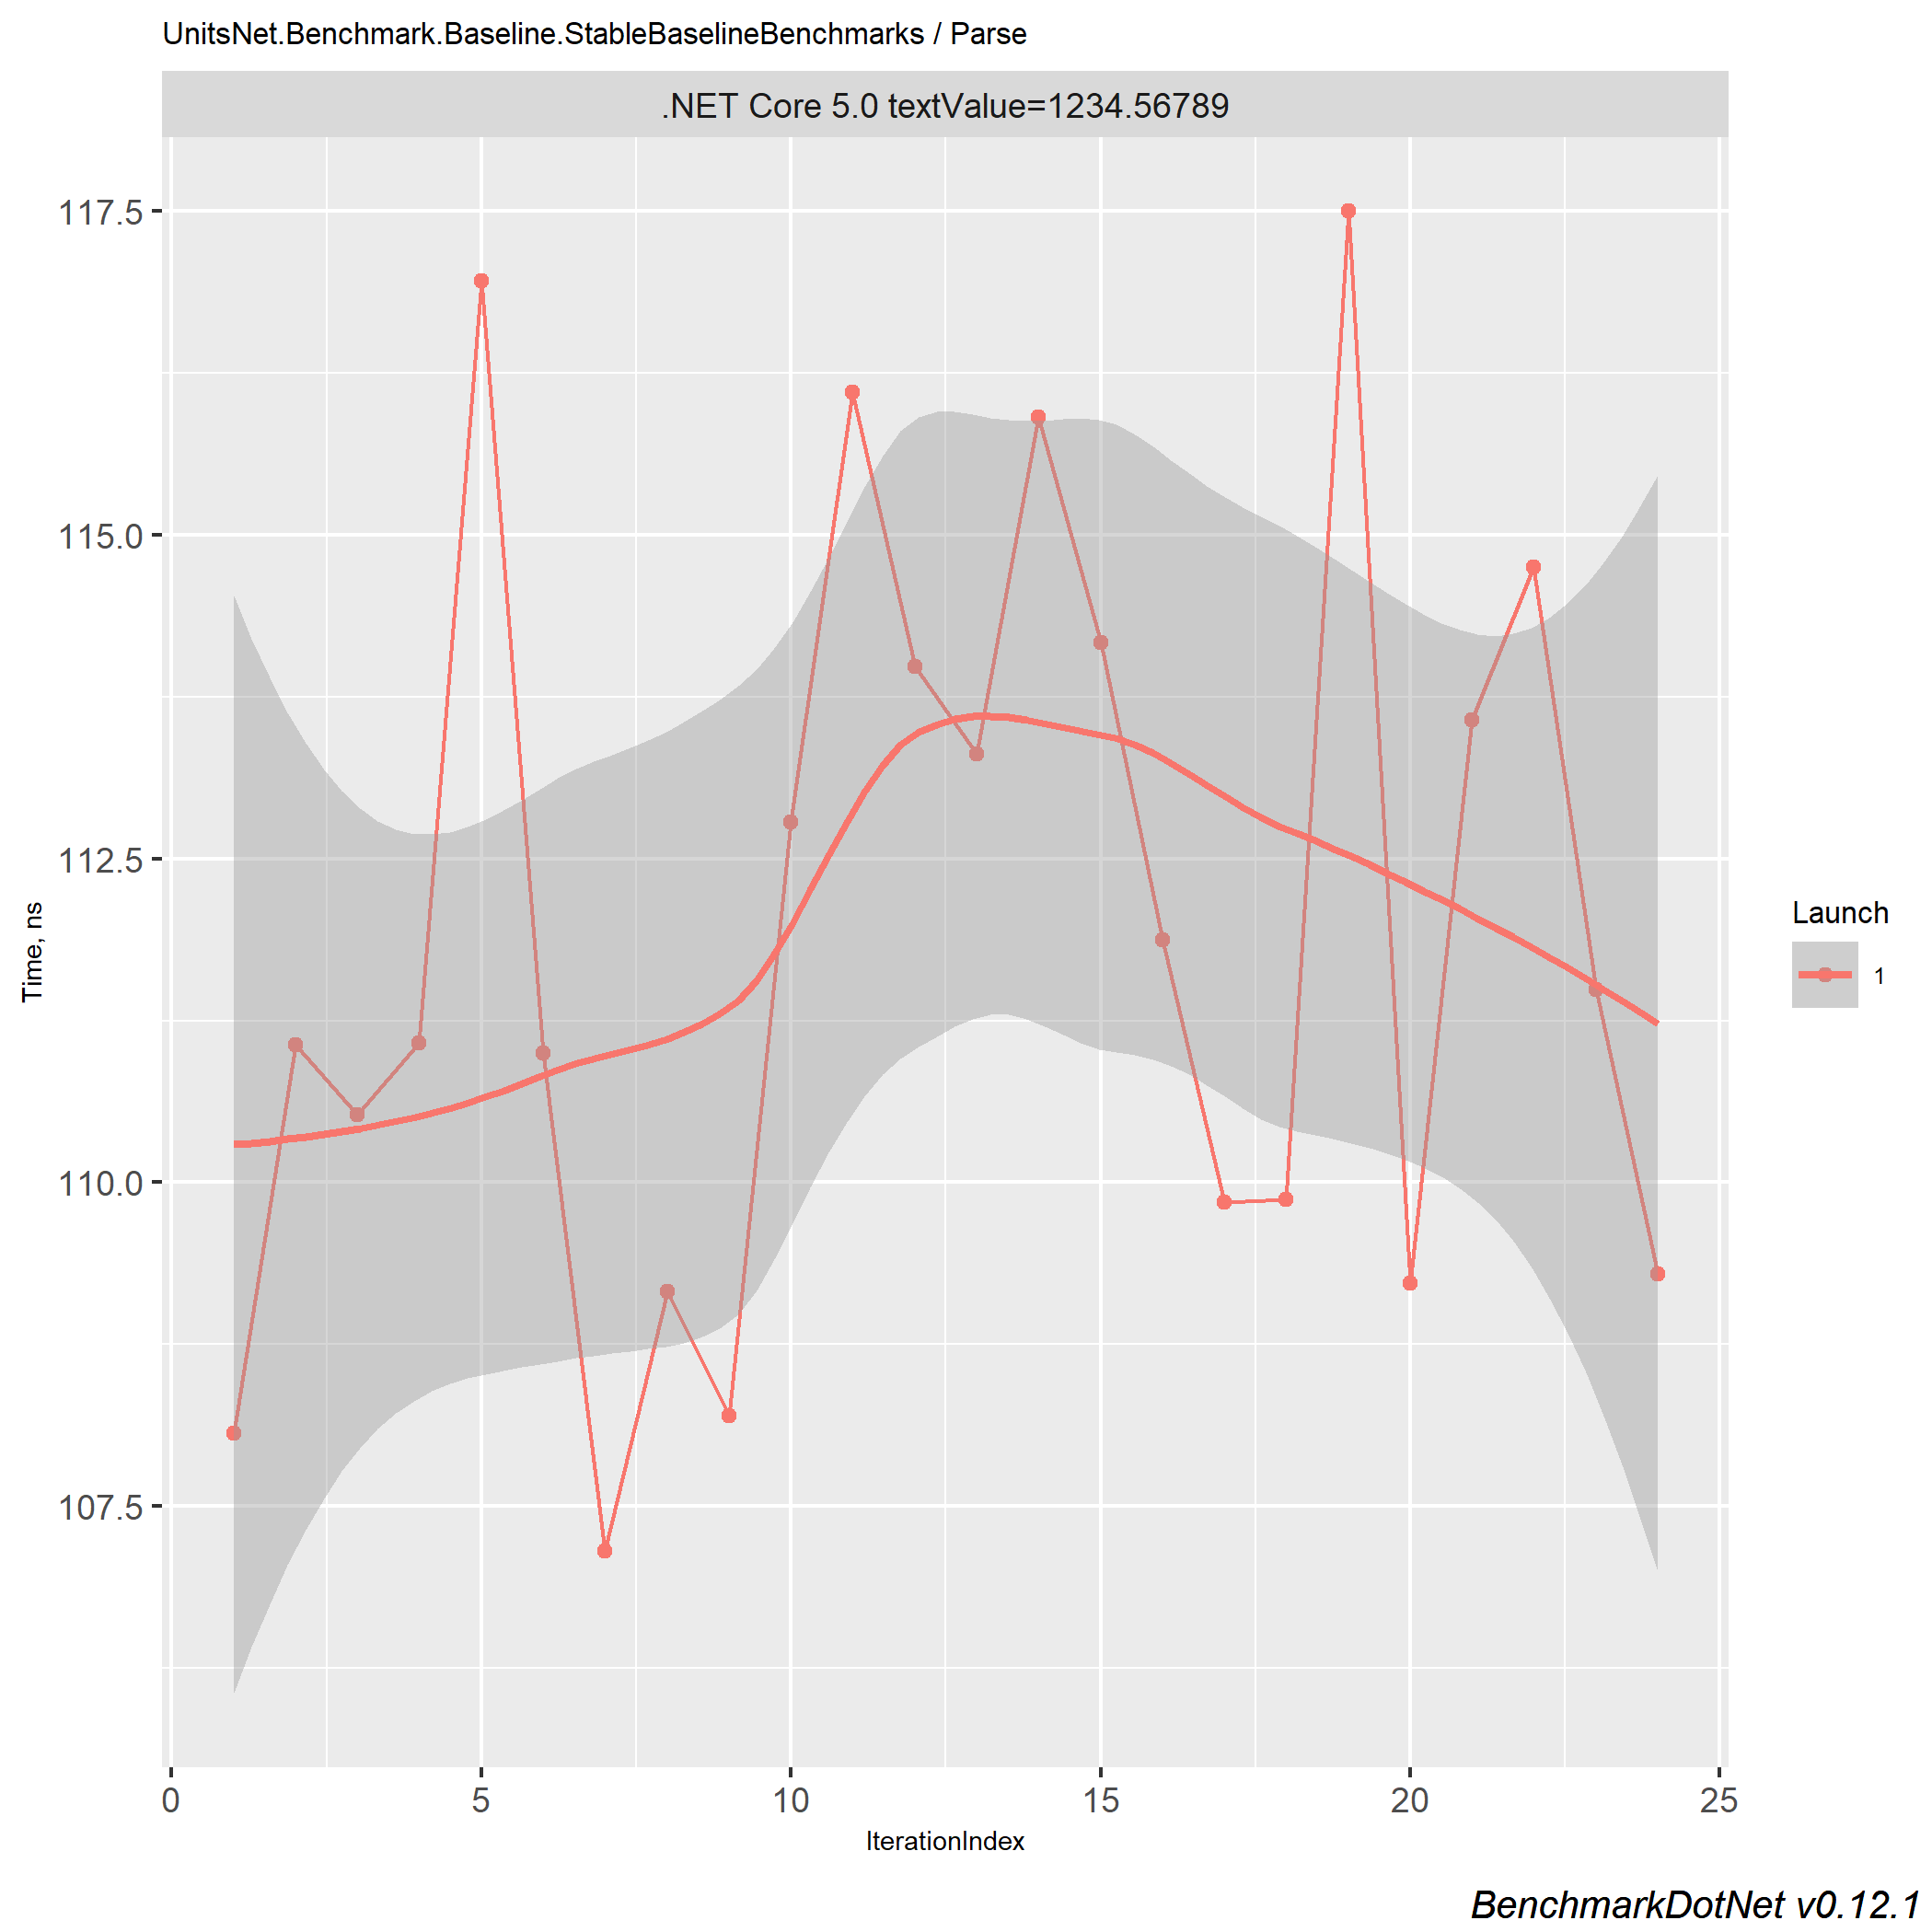 UnitsNet.Benchmark.Baseline.StableBaselineBenchmarks / Parse
.NET Core 5.0 textValue=1234.56789
117.5
115.0
112.5
110.0
107.5
Time, ns
0 5 10 15 20 25
IterationIndex
Launch
1
BenchmarkDotNet v0.12.1